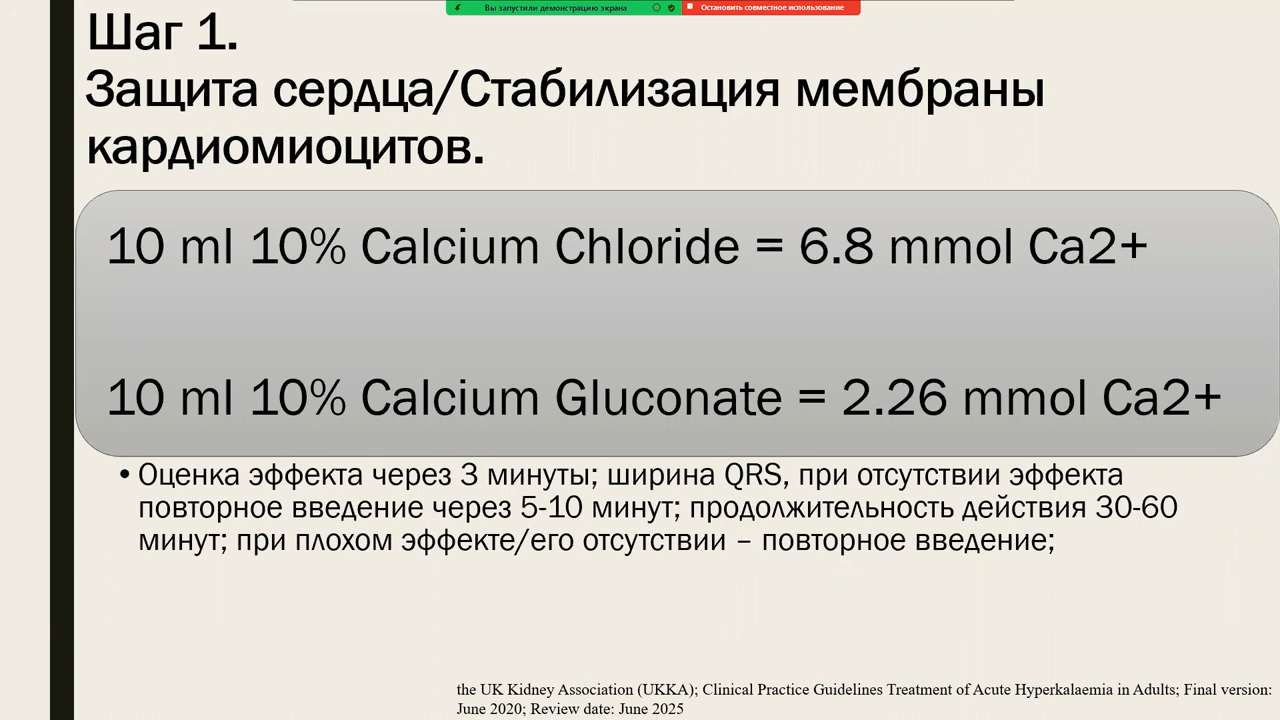 Вы запустили демонстрацию экрана
Остановить совместное использование
Шаг 1.
Защита сердца/Стабилизация мембраны
кардиомиоцитов.
10 ml 10% Calcium Chloride = 6.8 mmol Ca2+
10 ml 10% Calcium Gluconate = 2.26 mmol Ca2+
• Оценка эффекта через 3 минуты; ширина QRS, при отсутствии эффекта
повторное введение через 5-10 минут; продолжительность действия 30-60
минут; при плохом эффекте/его отсутствии – повторное введение;
the UK Kidney Association (UKKA); Clinical Practice Guidelines Treatment of Acute Hyperkalaemia in Adults; Final version:
June 2020; Review date: June 2025